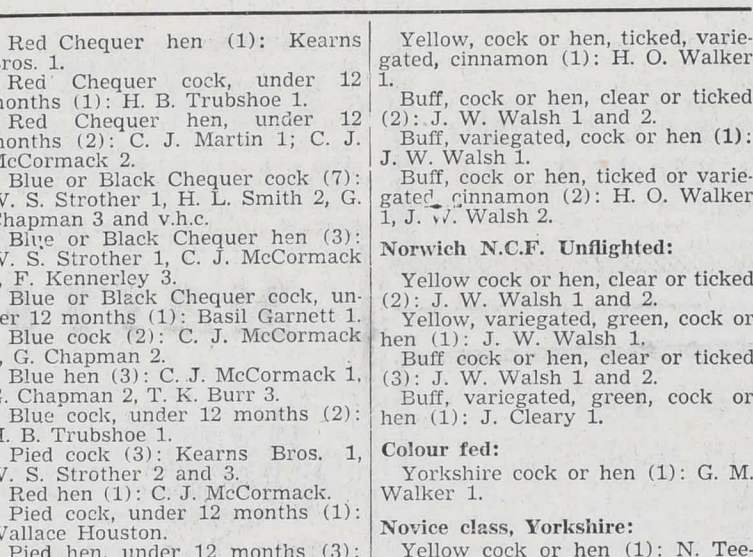 Red Chequer hen (1): Kearns
ros. 1.
Red Chequer cock, under 12
onths (1): H. B. Trubshoe 1.
Red Chequer hen, under 12
onths (2): C. J. Martin 1; C. J.
McCormack 2.
Blue or Black Chequer cock (7):
V. S. Strother 1, H. L. Smith 2, G.
hapman 3 and v.h.c.
Blue or Black Chequer hen (3):
V. S. Strother 1, C. J. McCormack
, F. Kennerley 3.
Blue or Black Chequer cock, un-
er 12 months (1): Basil Garnett 1.
Blue cock (2): C. J. McCormack
, G. Chapman 2.
Blue hen (3): C. J. McCormack 1,
. Chapman 2, T. K. Burr 3.
Blue cock, under 12 months (2):
. B. Trubshoe 1.
Pied cock (3): Kearns Bros. 1,
V. S. Strother 2 and 3.
Red hen (1): C. J. McCormack.
Pied cock, under 12 months (1):
Wallace Houston.
Pied hen, under 12 months (3):
Yellow, cock or hen, ticked, varie-
gated, cinnamon (1): H. O. Walker
1.
Buff, cock or hen, clear or ticked
(2): J. W. Walsh 1 and 2.
Buff, variegated, cock or hen (1):
J. W. Walsh 1.
Buff, cock or hen, ticked or varie-
gated, cinnamon (2): H. O. Walker
1, J. W. Walsh 2.
Norwich N.C.F. Unflighted:
Yellow cock or hen, clear or ticked
(2): J. W. Walsh 1 and 2.
Yellow, variegated, green, cock or
hen (1): J. W. Walsh 1.
Buff cock or hen, clear or ticked
(3): J. W. Walsh 1 and 2.
Buff, variegated, green, cock or
hen (1): J. Cleary 1.
Colour fed:
Yorkshire cock or hen (1): G. M.
Walker 1.
Novice class, Yorkshire:
Yellow cock or hen (1): N. Tee-